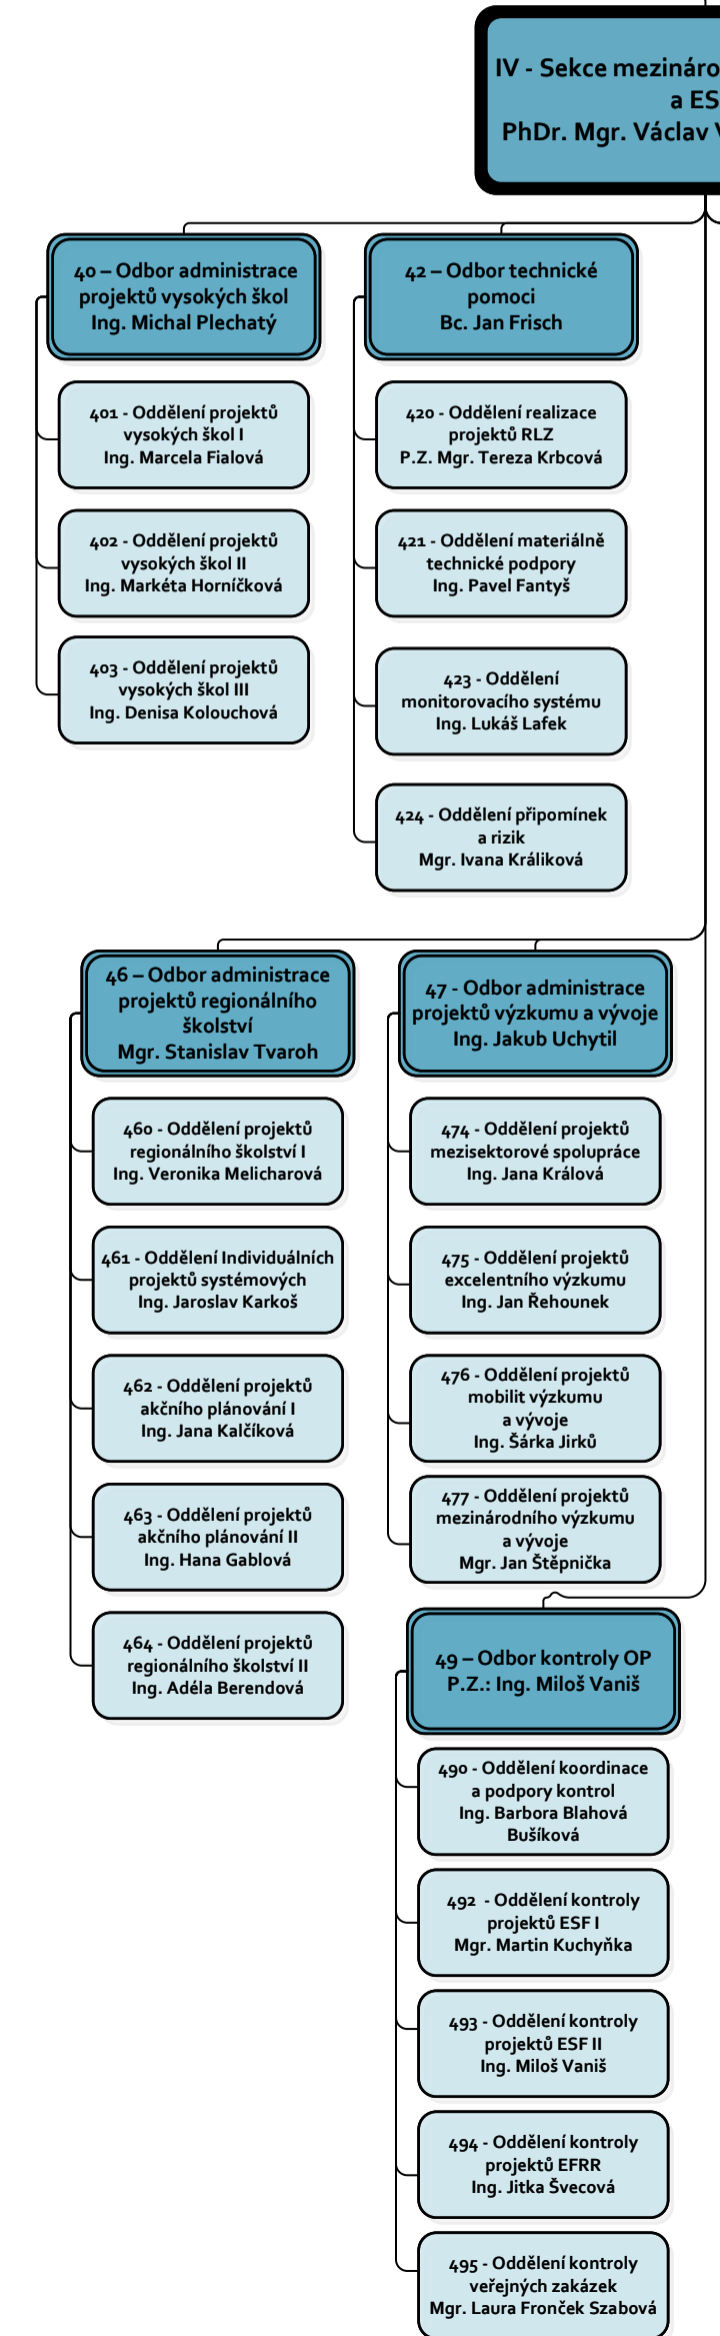 IV - Sekce mezináro
a ES
PhDr. Mgr. Václav
40 – Odbor administrace
projektů vysokých škol
Ing. Michal Plechatý
401 - Oddělení projektů
vysokých škol I
Ing. Marcela Fialová
402 - Oddělení projektů
vysokých škol II
Ing. Markéta Horníčková
403 - Oddělení projektů
vysokých škol III
Ing. Denisa Kolouchová
42 – Odbor technické
pomoci
Bc. Jan Frisch
420 - Oddělení realizace
projektů RLZ
P.Z. Mgr. Tereza Krbcová
421 - Oddělení materiálně
technické podpory
Ing. Pavel Fantyš
423 - Oddělení
monitorovacího systému
Ing. Lukáš Lafek
424 - Oddělení připomínek
a rizik
Mgr. Ivana Králiková
46 – Odbor administrace
projektů regionálního
školství
Mgr. Stanislav Tvaroh
460 - Oddělení projektů
regionálního školství I
Ing. Veronika Melicharová
461 - Oddělení Individuálních
projektů systémových
Ing. Jaroslav Karkoš
462 - Oddělení projektů
akčního plánování I
Ing. Jana Kalčíková
463 - Oddělení projektů
akčního plánování II
Ing. Hana Gablová
464 - Oddělení projektů
regionálního školství II
Ing. Adéla Berendová
47 - Odbor administrace
projektů výzkumu a vývoje
Ing. Jakub Uchytil
474 - Oddělení projektů
mezisektorové spolupráce
Ing. Jana Králová
475 - Oddělení projektů
excelentního výzkumu
Ing. Jan Řehounek
476 - Oddělení projektů
mobilit výzkumu
a vývoje
Ing. Šárka Jirků
477 - Oddělení projektů
mezinárodního výzkumu
a vývoje
Mgr. Jan Štěpnička
49 – Odbor kontroly OP
P.Z.: Ing. Miloš Vaniš
490 - Oddělení koordinace
a podpory kontrol
Ing. Barbora Blahová
Bušíková
492 - Oddělení kontroly
projektů ESF I
Mgr. Martin Kuchyňka
493 - Oddělení kontroly
projektů ESF II
Ing. Miloš Vaniš
494 - Oddělení kontroly
projektů EFRR
Ing. Jitka Švecová
495 - Oddělení kontroly
veřejných zakázek
Mgr. Laura Fronček Szabová